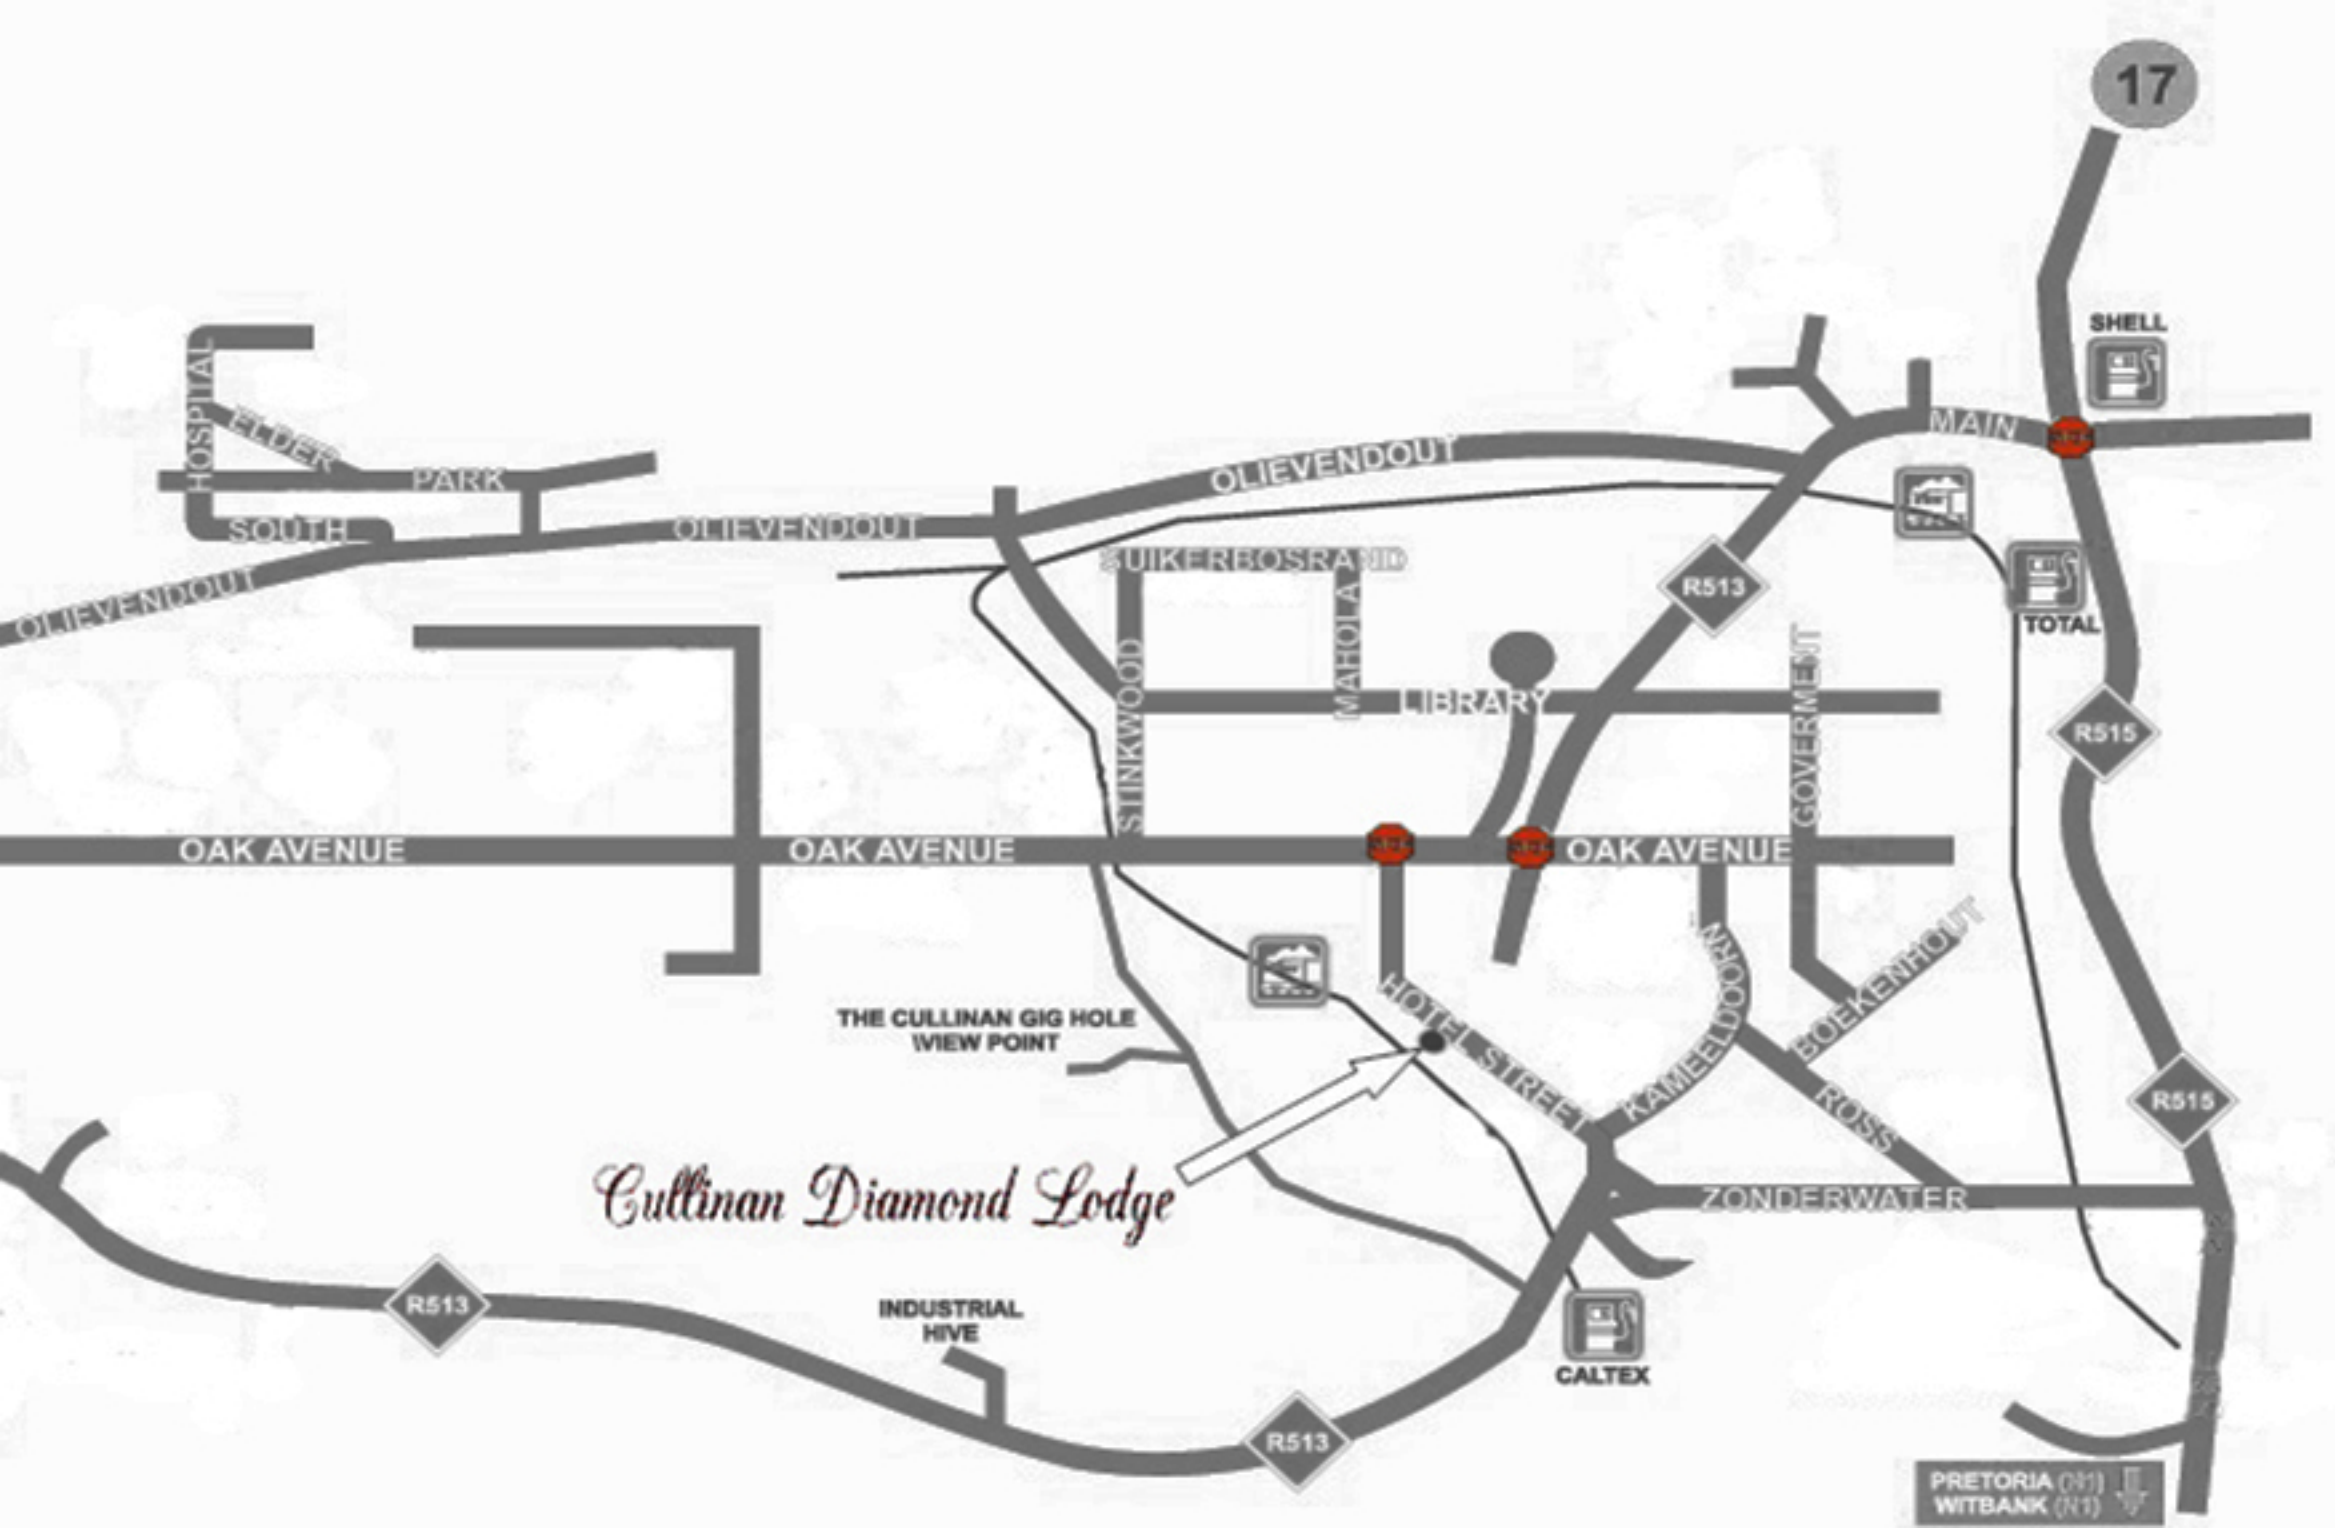 17
SHELL
MAIN
HOSPITAL
ELDER
PARK
SOUTH
OLIEVENDOUT
OLIEVENDOUT
OLIEVENDOUT
SUIKERBOSRAND
MAHOLA
R513
TOTAL
GOVERMENT
STINKWOOD
LIBRARY
R515
OAK AVENUE
OAK AVENUE
OAK AVENUE
KAMEELDOORN
BOEKENHOUT
HOTEL STREET
THE CULLINAN GIG HOLE
VIEW POINT
ROSS
R515
Cullinan Diamond Lodge
ZONDERWATER
R513
INDUSTRIAL
HIVE
CALTEX
R513
PRETORIA (N1)
WITBANK (N1)